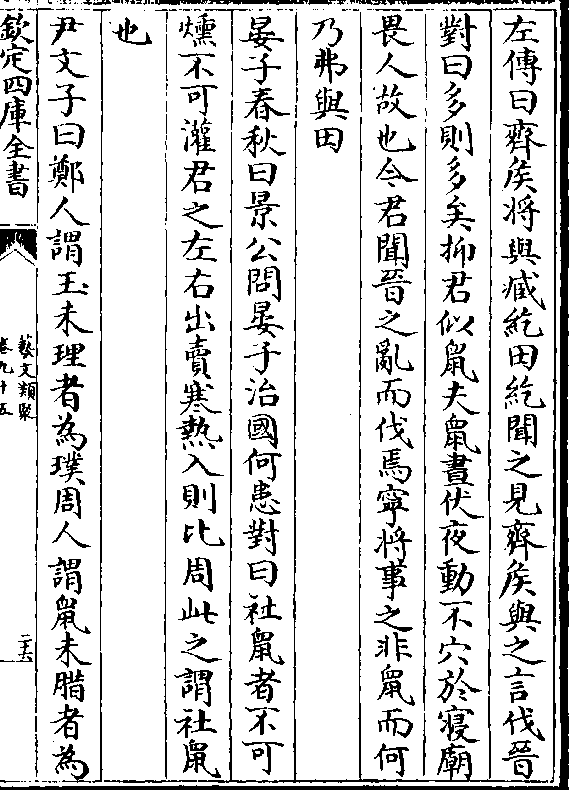 左傳曰齊侯将與臧紇田紇聞之見齊侯與之言伐晉
對曰多則多矣抑君似鼠夫鼠晝伏夜動不穴於寢廟
畏人故也今君聞晉之亂而伐焉寧將事之非鼠而何
乃弗與田
晏子春秋曰景公問晏子治國何患對曰社鼠者不可
燻不可灌君之左右出賣寒熱入則比周此之謂社鼠
也
尹文子曰鄭人謂玉未理者為璞周人謂鼠未腊者為
欽定四庫全書
藝文類聚
卷九十五
二十六